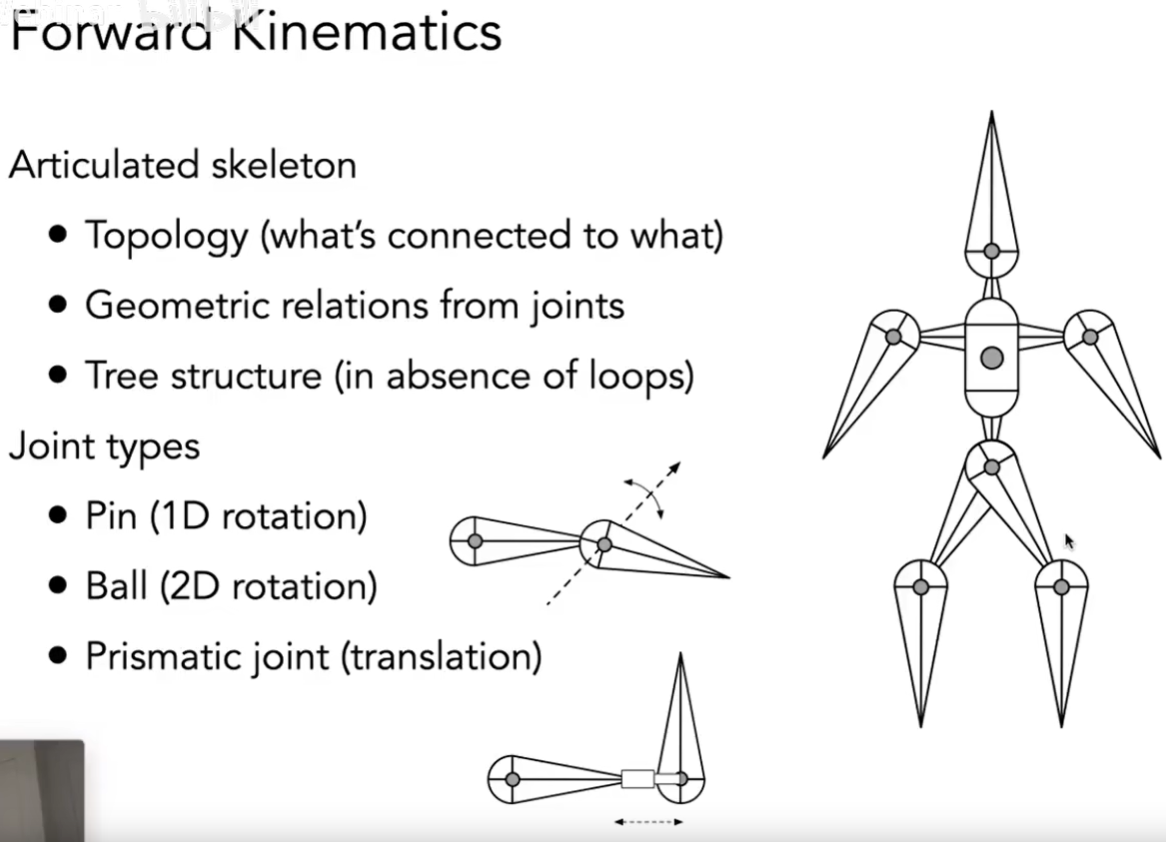 Forward Kinematics
Articulated skeleton
• Topology (what's connected to what)
• Geometric relations from joints
• Tree structure (in absence of loops)
Joint types
• Pin (1D rotation)
• Ball (2D rotation)
• Prismatic joint (translation)